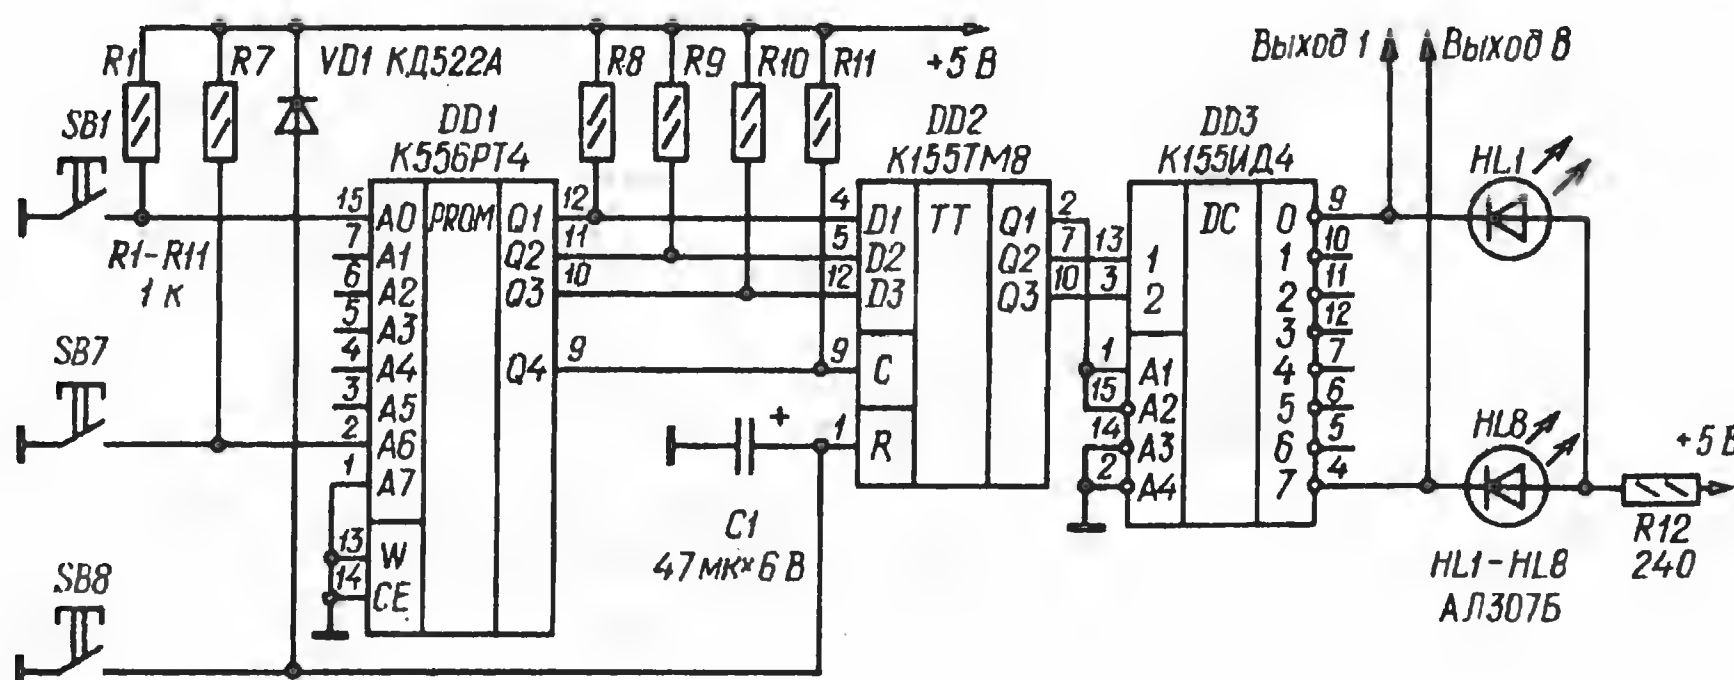 R1
R7
VD1 КД522А
R8
R9
R10
R11
+5 В
Выход 1
Выход 8
SB1
DD1
К556РТ4
DD2
К155ТМ8
DD3
К155ИД4
HL1
R1-R11
1 к
15
7
6
5
4
3
2
1
13
14
A0
A1
A2
A3
A4
A5
A6
A7
W
CE
PROM
Q1
Q2
Q3
Q4
12
11
10
9
4
5
12
9
1
D1
D2
D3
C
R
TT
Q1
Q2
Q3
2
7
10
13
3
1
15
14
2
1
2
A1
A2
A3
A4
DC
0
1
2
3
4
5
6
7
9
10
11
12
7
6
5
4
SB7
SB8
+
C1
47 мк×6 В
HL8
+5 В
R12
240
HL1-HL8
АЛ307Б